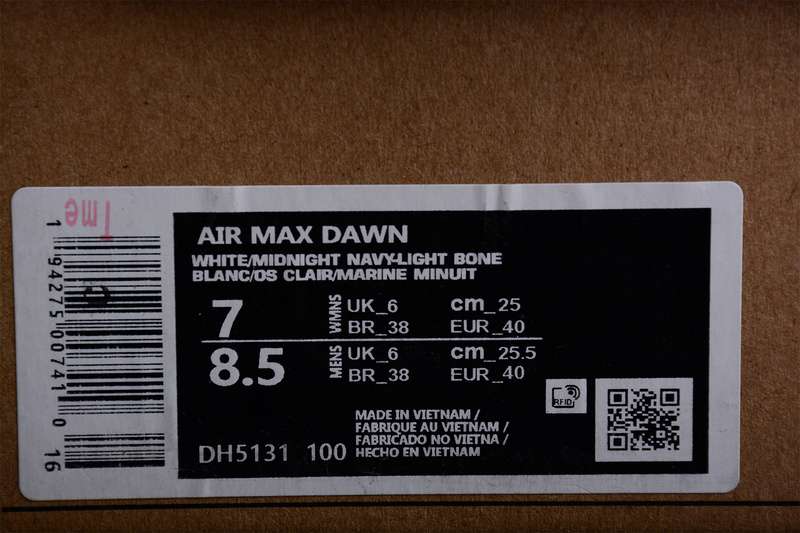 Tme
1 94275 00741 0 16
AIR MAX DAWN
WHITE/MIDNIGHT NAVY-LIGHT BONE
BLANC/OS CLAIR/MARINE MINUIT
7 WMNS UK_6 cm_25
BR_38 EUR_40
8.5 MENS UK_6 cm_25.5
BR_38 EUR_40
RFID
MADE IN VIETNAM /
FABRIQUE AU VIETNAM /
FABRICADO NO VIETNA /
HECHO EN VIETNAM
DH5131 100